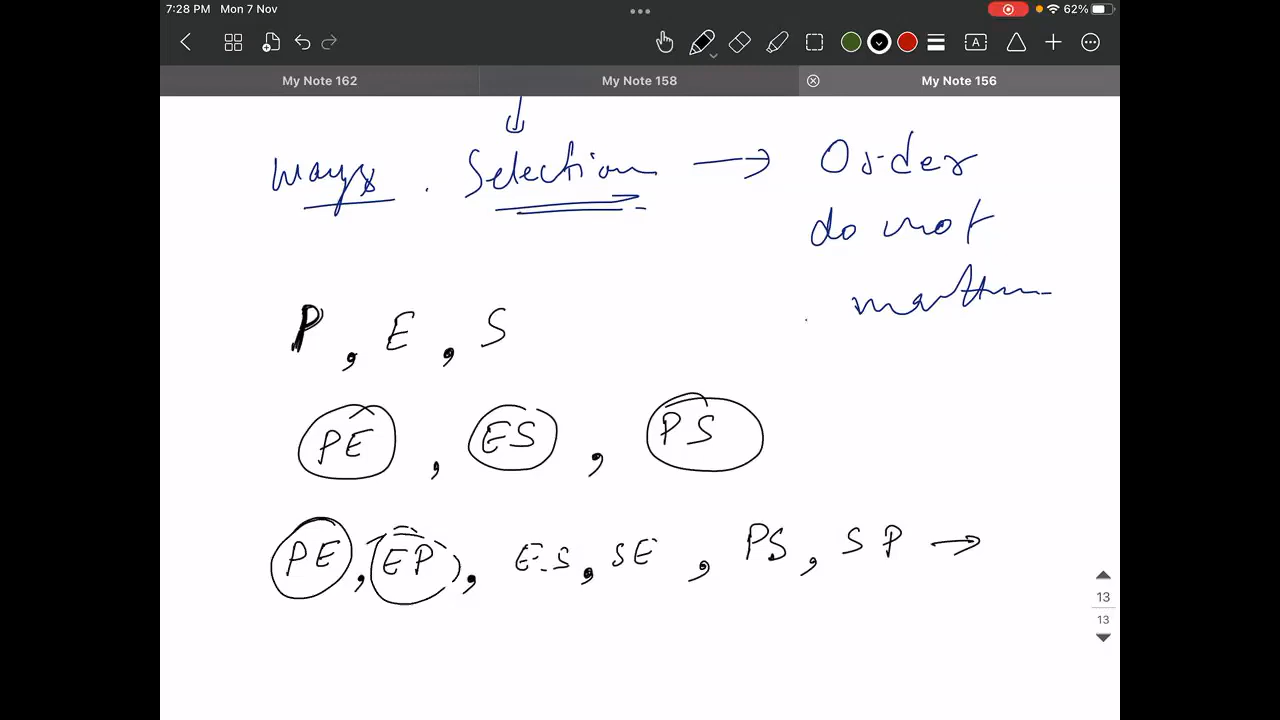 7:28 PM Mon 7 Nov
62%
My Note 162 My Note 158 My Note 156
ways. Selection → Order
do not
matter
P, E, S
PE, ES, PS
PE, EP, ES, SE, PS, SP →
13
13